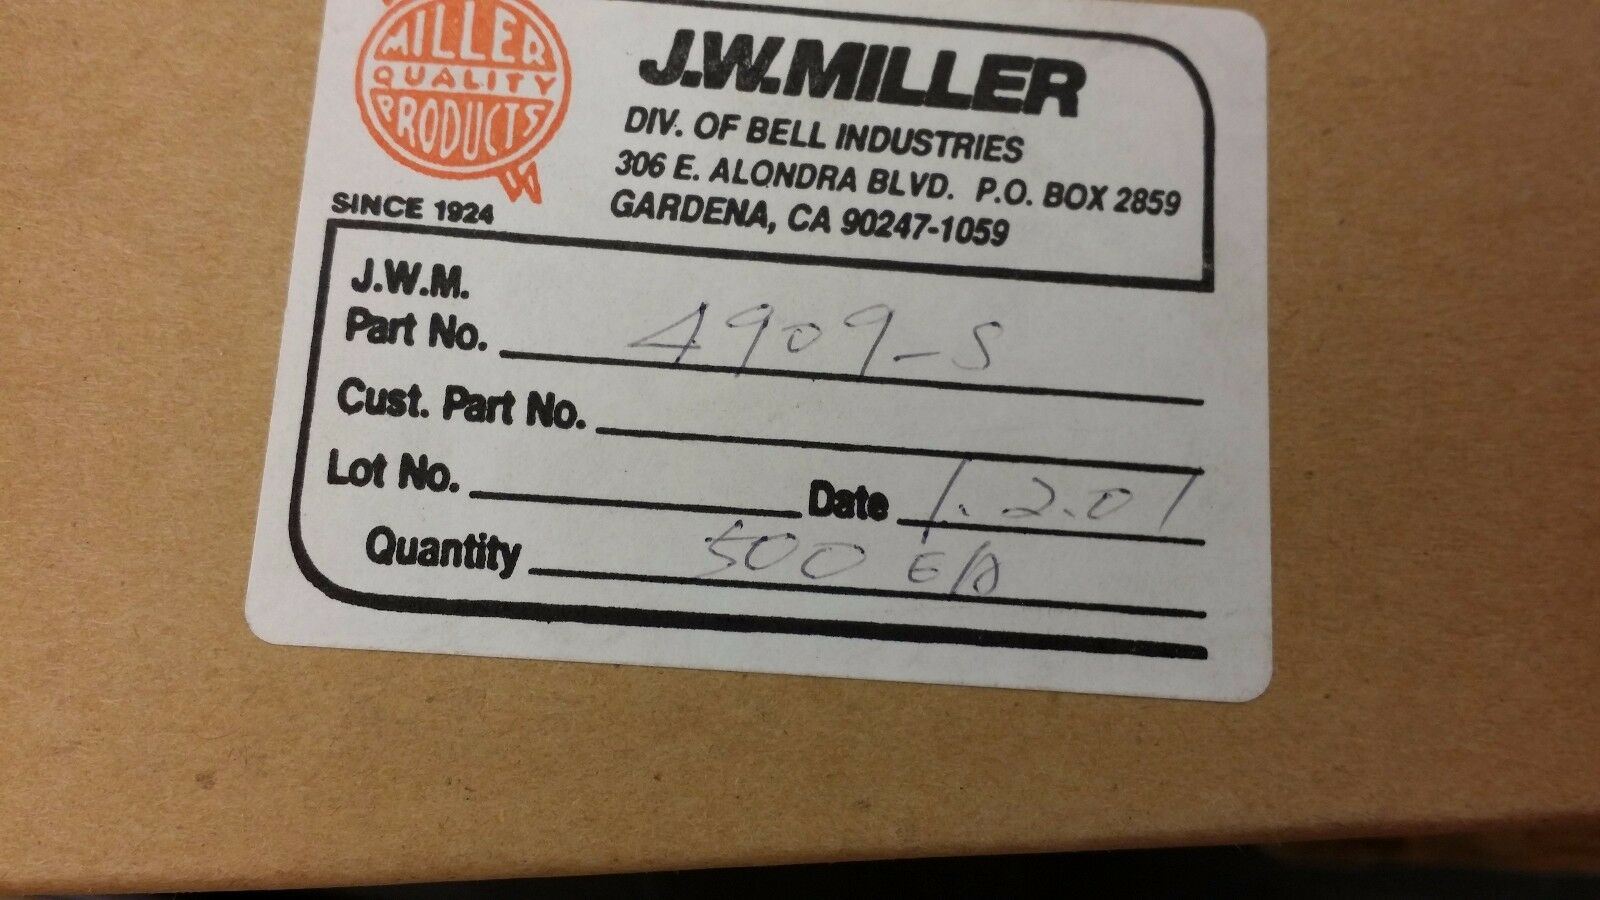 MILLER
QUALITY
PRODUCTS
SINCE 1924
J.W.MILLER
DIV. OF BELL INDUSTRIES
306 E. ALONDRA BLVD. P.O. BOX 2859
GARDENA, CA 90247-1059
J.W.M.
Part No. 4909-S
Cust. Part No.
Lot No. Date 1.2.01
Quantity 500 E/A